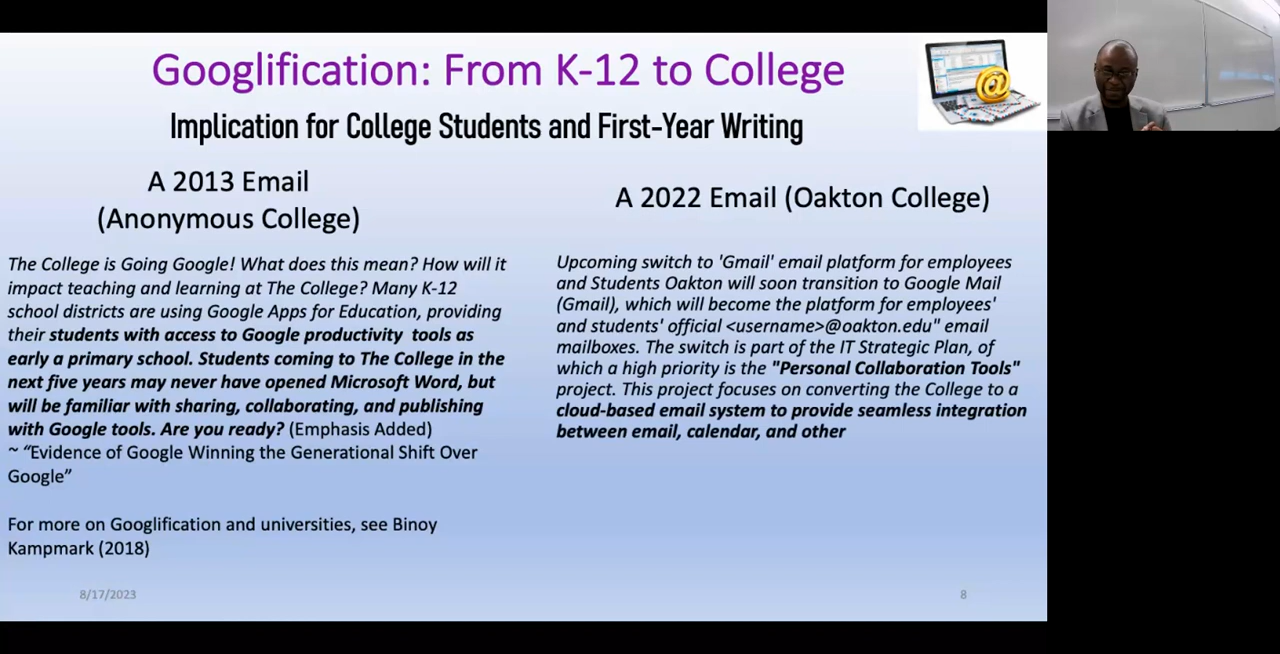 Googlification: From K-12 to College
Implication for College Students and First-Year Writing
A 2013 Email
(Anonymous College)
The College is Going Google! What does this mean? How will it
impact teaching and learning at The College? Many K-12
school districts are using Google Apps for Education, providing
their students with access to Google productivity tools as
early a primary school. Students coming to The College in the
next five years may never have opened Microsoft Word, but
will be familiar with sharing, collaborating, and publishing
with Google tools. Are you ready? (Emphasis Added)
~ “Evidence of Google Winning the Generational Shift Over
Google”
For more on Googlification and universities, see Binoy
Kampmark (2018)
A 2022 Email (Oakton College)
Upcoming switch to 'Gmail' email platform for employees
and Students Oakton will soon transition to Google Mail
(Gmail), which will become the platform for employees'
and students' official <username>@oakton.edu" email
mailboxes. The switch is part of the IT Strategic Plan, of
which a high priority is the "Personal Collaboration Tools"
project. This project focuses on converting the College to a
cloud-based email system to provide seamless integration
between email, calendar, and other
8/17/2023
8